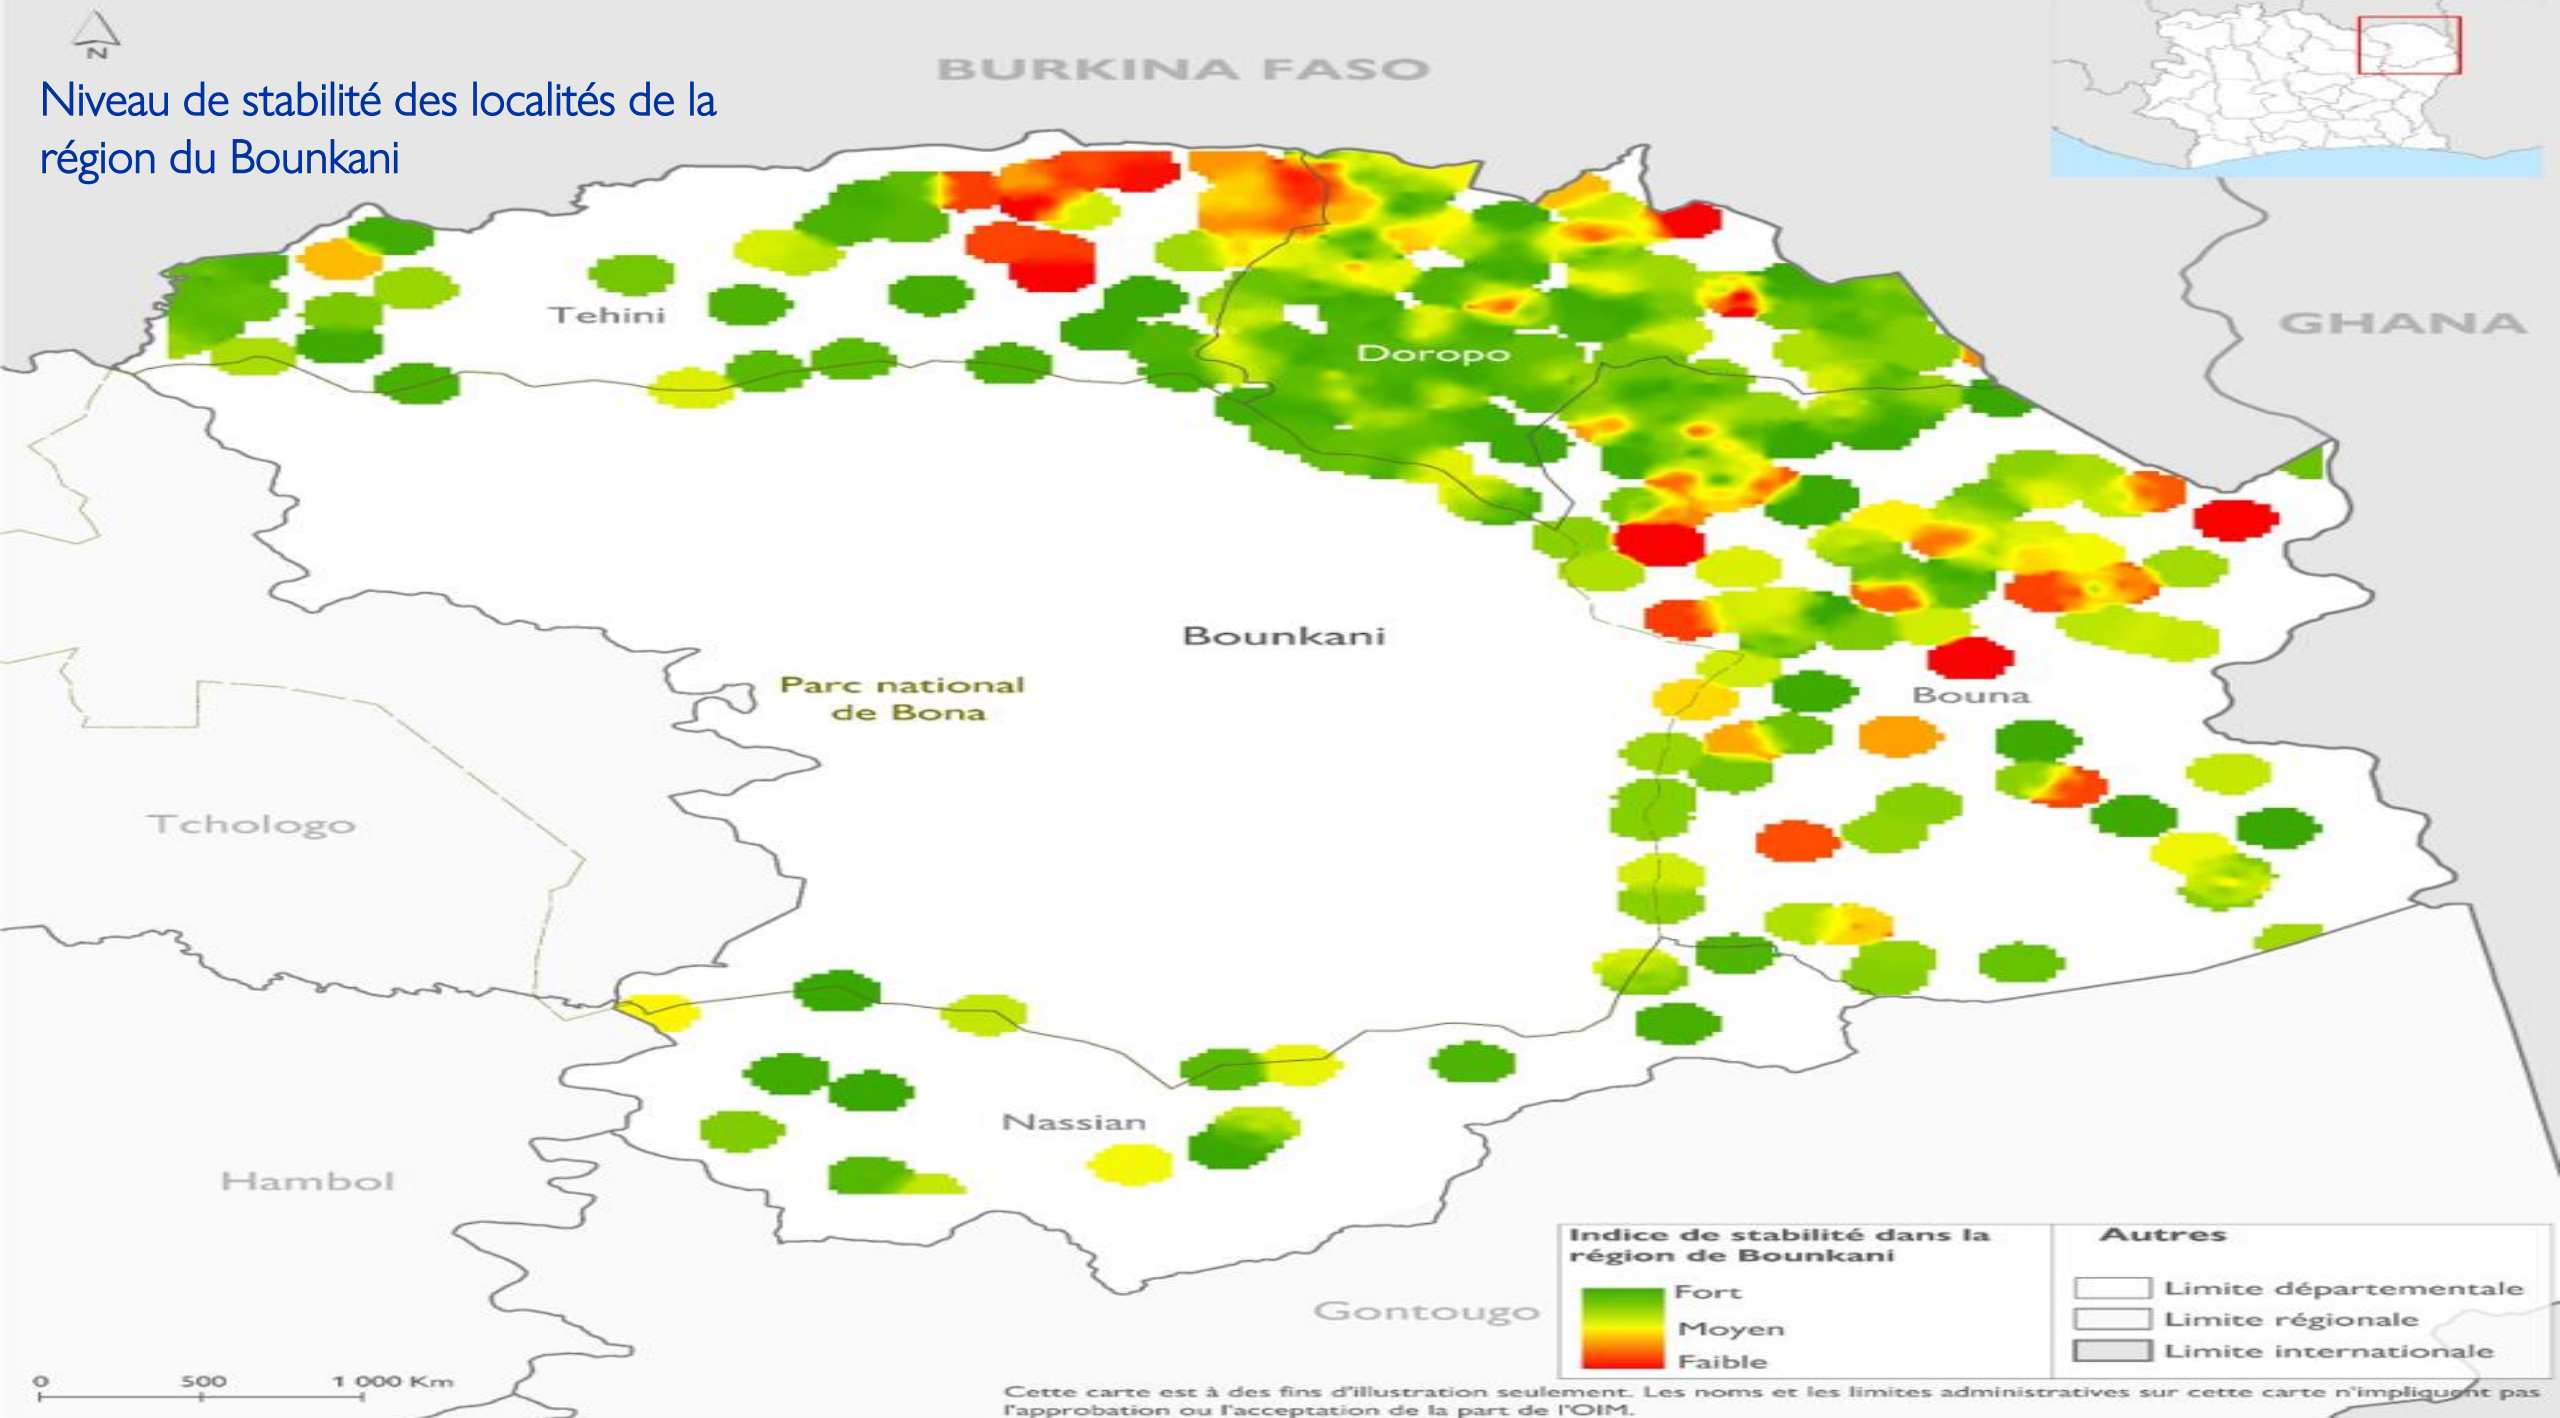 N
Niveau de stabilité des localités de la
région du Bounkani
BURKINA FASO
GHANA
Tehini
Doropo
Bounkani
Parc national
de Bona
Bouna
Tchologo
Nassian
Hambol
Gontougo
Indice de stabilité dans la
région de Bounkani
Fort
Moyen
Faible
Autres
Limite départementale
Limite régionale
Limite internationale
0 500 1 000 Km
Cette carte est à des fins d'illustration seulement. Les noms et les limites administratives sur cette carte n'impliquent pas
l'approbation ou l'acceptation de la part de l'OIM.